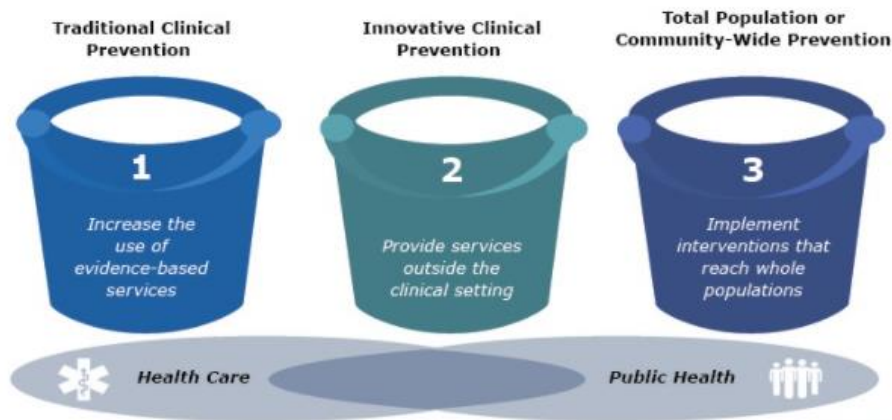 Traditional Clinical
Prevention
Innovative Clinical
Prevention
Total Population or
Community-Wide Prevention
1
Increase the
use of
evidence-based
services
2
Provide services
outside the
clinical setting
3
Implement
interventions that
reach whole
populations
Health Care
Public Health